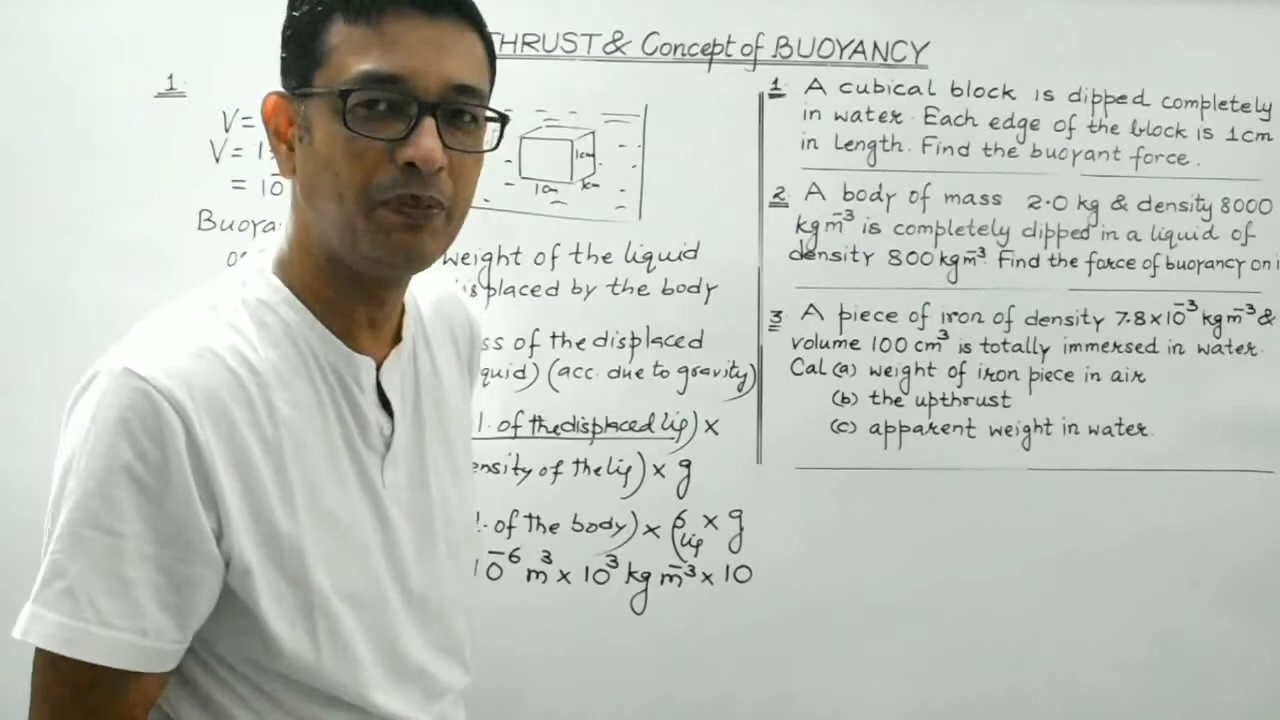 THRUST & Concept of BUOYANCY
1.
V=
V = 1
= 10⁻
1cm
1cm
1cm
Buoya
weight of the liquid
isplaced by the body
ss of the displaced
quid) (acc. due to gravity)
l. of the displaced liq) ×
ensity of the liq) × g
l. of the body) × ρliq × g
10⁻⁶ m³ × 10³ kg m⁻³ × 10
1. A cubical block is dipped completely
in water. Each edge of the block is 1cm
in length. Find the buoyant force.
2. A body of mass 2.0 kg & density 8000
kg m⁻³ is completely dipped in a liquid of
density 800 kg m⁻³. Find the force of buoyancy on i
3. A piece of iron of density 7.8×10⁻³ kg m⁻³ &
volume 100 cm³ is totally immersed in water.
Cal (a) weight of iron piece in air
(b) the upthrust
(c) apparent weight in water.